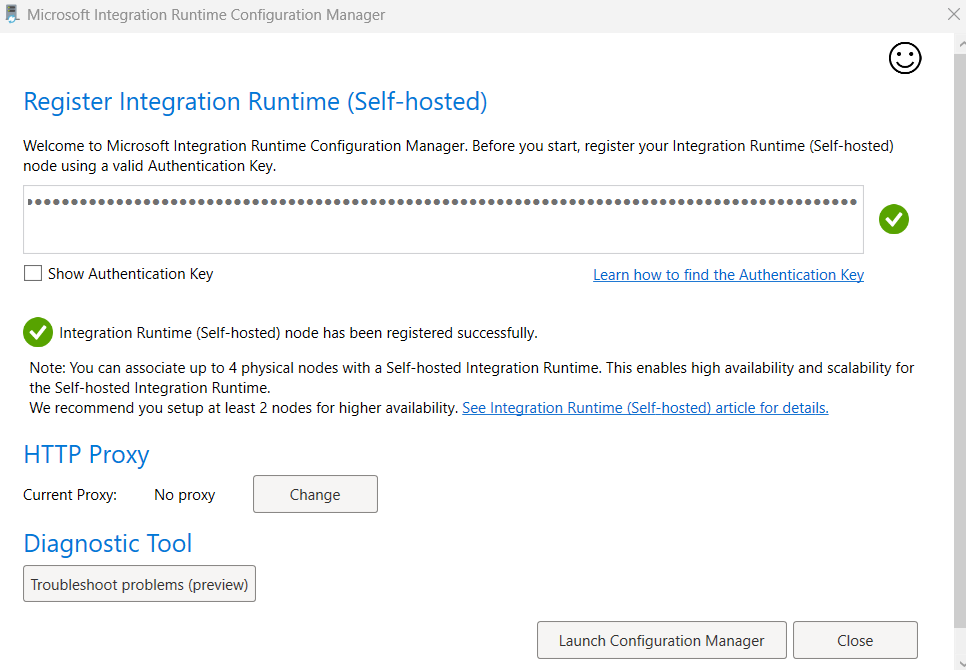 Microsoft Integration Runtime Configuration Manager
Register Integration Runtime (Self-hosted)
Welcome to Microsoft Integration Runtime Configuration Manager. Before you start, register your Integration Runtime (Self-hosted)
node using a valid Authentication Key.
Show Authentication Key
Learn how to find the Authentication Key
Integration Runtime (Self-hosted) node has been registered successfully.
Note: You can associate up to 4 physical nodes with a Self-hosted Integration Runtime. This enables high availability and scalability for
the Self-hosted Integration Runtime.
We recommend you setup at least 2 nodes for higher availability. See Integration Runtime (Self-hosted) article for details.
HTTP Proxy
Current Proxy: No proxy Change
Diagnostic Tool
Troubleshoot problems (preview)
Launch Configuration Manager Close